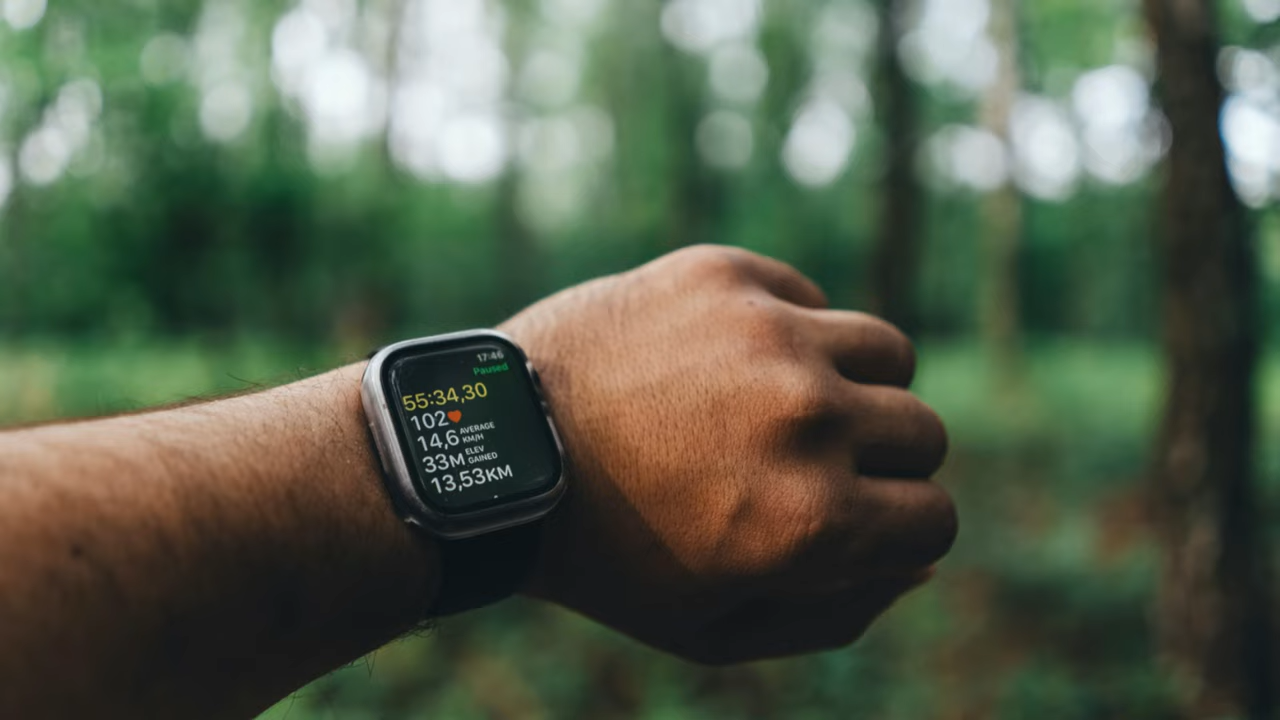 17:46
Paused
55:34,30
102
14,6 AVERAGE KM/H
33M ELEV GAINED
13,53KM